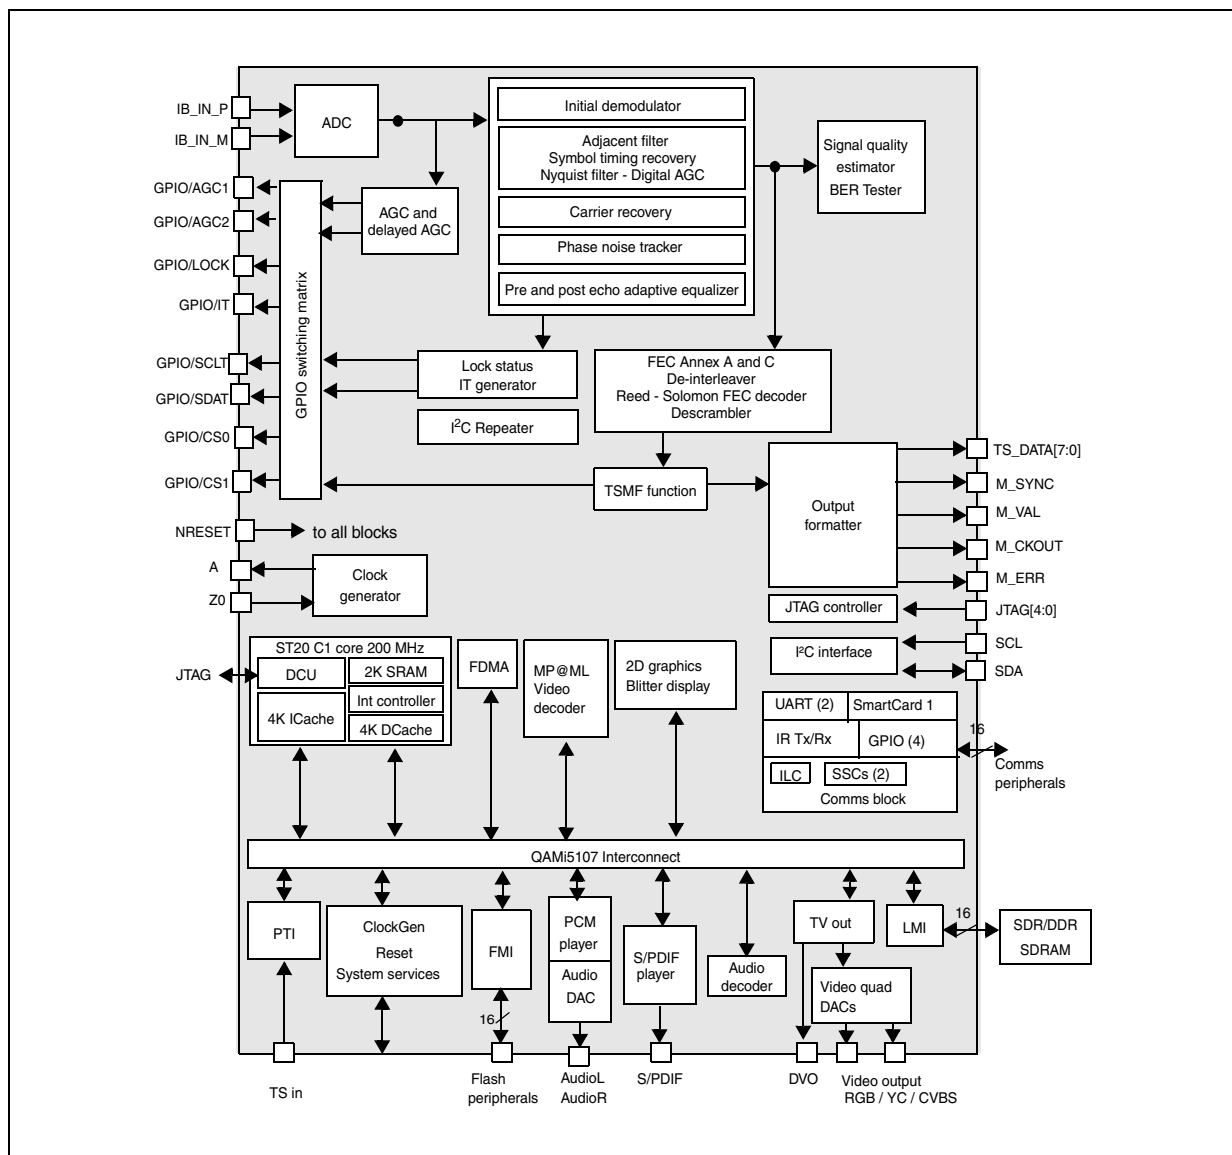 IB_IN_P
IB_IN_M
GPIO/AGC1
GPIO/AGC2
GPIO/LOCK
GPIO/IT
GPIO/SCLT
GPIO/SDAT
GPIO/CS0
GPIO/CS1
NRESET
A
Z0
JTAG
ADC
AGC and
delayed AGC
GPIO switching matrix
Initial demodulator
Adjacent filter
Symbol timing recovery
Nyquist filter - Digital AGC
Carrier recovery
Phase noise tracker
Pre and post echo adaptive equalizer
Signal quality
estimator
BER Tester
Lock status
IT generator
I²C Repeater
FEC Annex A and C
De-interleaver
Reed - Solomon FEC decoder
Descrambler
TSMF function
Output
formatter
TS_DATA[7:0]
M_SYNC
M_VAL
M_CKOUT
M_ERR
JTAG[4:0]
SCL
SDA
to all blocks
Clock
generator
JTAG controller
I²C interface
ST20 C1 core 200 MHz
DCU
2K SRAM
Int controller
4K ICache
4K DCache
FDMA
MP@ML
Video
decoder
2D graphics
Blitter display
UART (2)
SmartCard 1
IR Tx/Rx
GPIO (4)
ILC
SSCs (2)
Comms block
16
Comms
peripherals
QAMi5107 Interconnect
PTI
ClockGen
Reset
System services
FMI
16
PCM
player
Audio
DAC
S/PDIF
player
Audio
decoder
TV out
Video quad
DACs
LMI
16
SDR/DDR
SDRAM
TS in
Flash
peripherals
AudioL
AudioR
S/PDIF
DVO
Video output
RGB / YC / CVBS